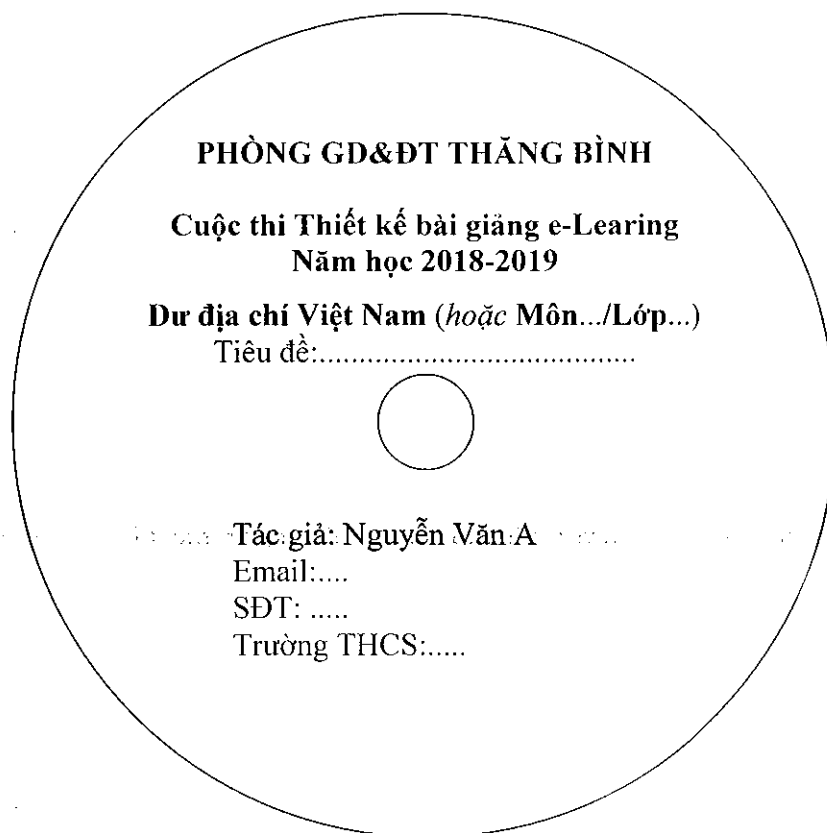 PHÒNG GD&ĐT THĂNG BÌNH
Cuộc thi Thiết kế bài giảng e-Learing
Năm học 2018-2019
Dư địa chí Việt Nam (hoặc Môn.../Lớp...)
Tiêu đề:.......................................
Tác giả: Nguyễn Văn A
Email:....
SĐT: .....
Trường THCS:.....